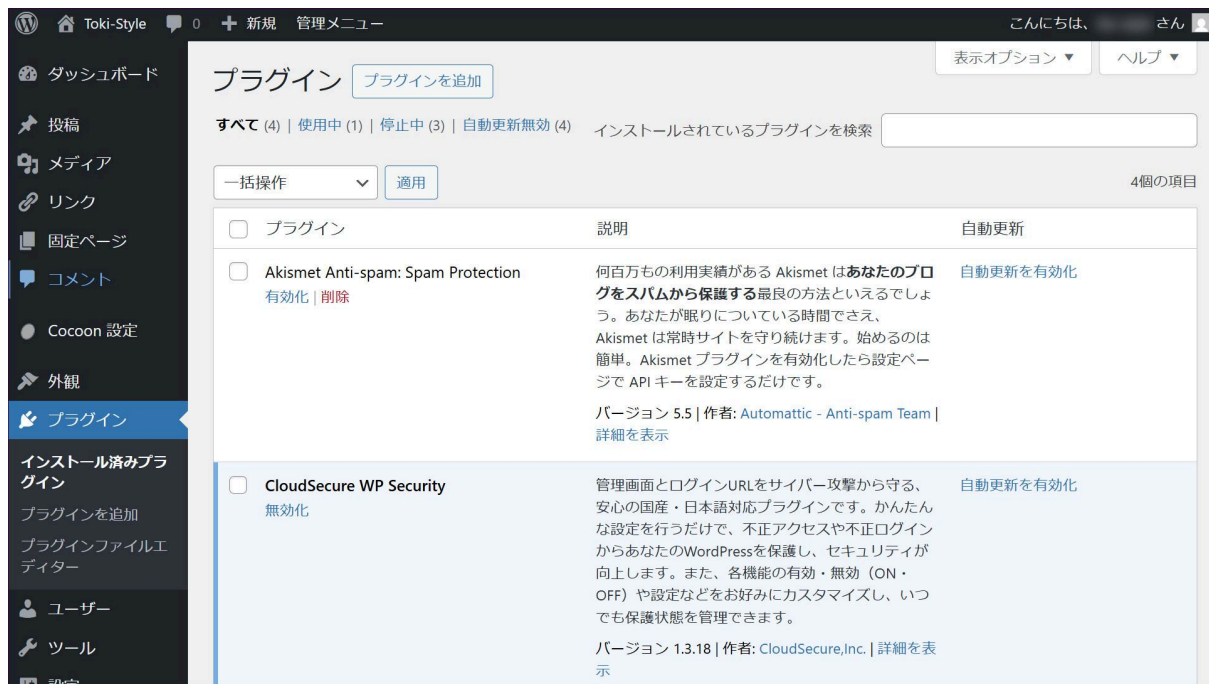 Toki-Style 0 新規 管理メニュー こんにちは、 さん
表示オプション ▼ ヘルプ ▼
ダッシュボード
投稿
メディア
リンク
固定ページ
コメント
Cocoon 設定
外観
プラグイン
インストール済みプラ
グイン
プラグインを追加
プラグインファイルエ
ディター
ユーザー
ツール
設定
プラグイン プラグインを追加
すべて (4) | 使用中 (1) | 停止中 (3) | 自動更新無効 (4) インストールされているプラグインを検索
一括操作 適用 4個の項目
プラグイン 説明 自動更新
Akismet Anti-spam: Spam Protection
有効化 | 削除
何百万もの利用実績がある Akismet はあなたのブロ
グをスパムから保護する最良の方法といえるでしょ
う。あなたが眠りについている時間でさえ、
Akismet は常時サイトを守り続けます。始めるのは
簡単。Akismet プラグインを有効化したら設定ペー
ジで API キーを設定するだけです。
バージョン 5.5 | 作者: Automattic - Anti-spam Team |
詳細を表示
自動更新を有効化
CloudSecure WP Security
無効化
管理画面とログインURLをサイバー攻撃から守る、
安心の国産・日本語対応プラグインです。かんたん
な設定を行うだけで、不正アクセスや不正ログイン
からあなたのWordPressを保護し、セキュリティが
向上します。また、各機能の有効・無効（ON・
OFF）や設定などをお好みにカスタマイズし、いつ
でも保護状態を管理できます。
バージョン 1.3.18 | 作者: CloudSecure,Inc. | 詳細を表
示
自動更新を有効化